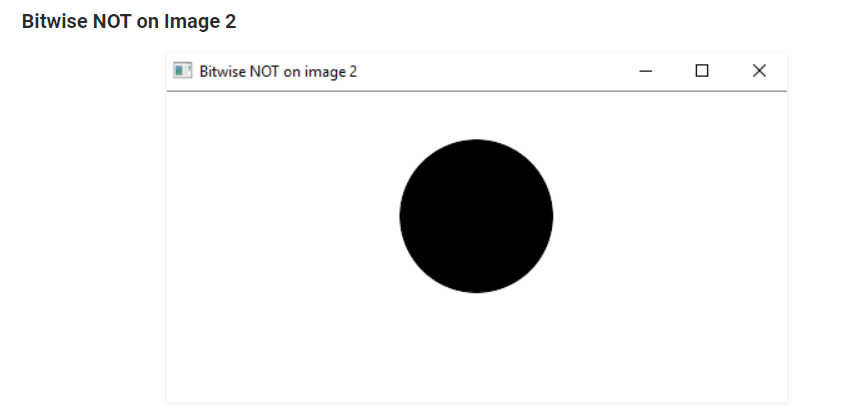 Bitwise NOT on Image 2
Bitwise NOT on image 2